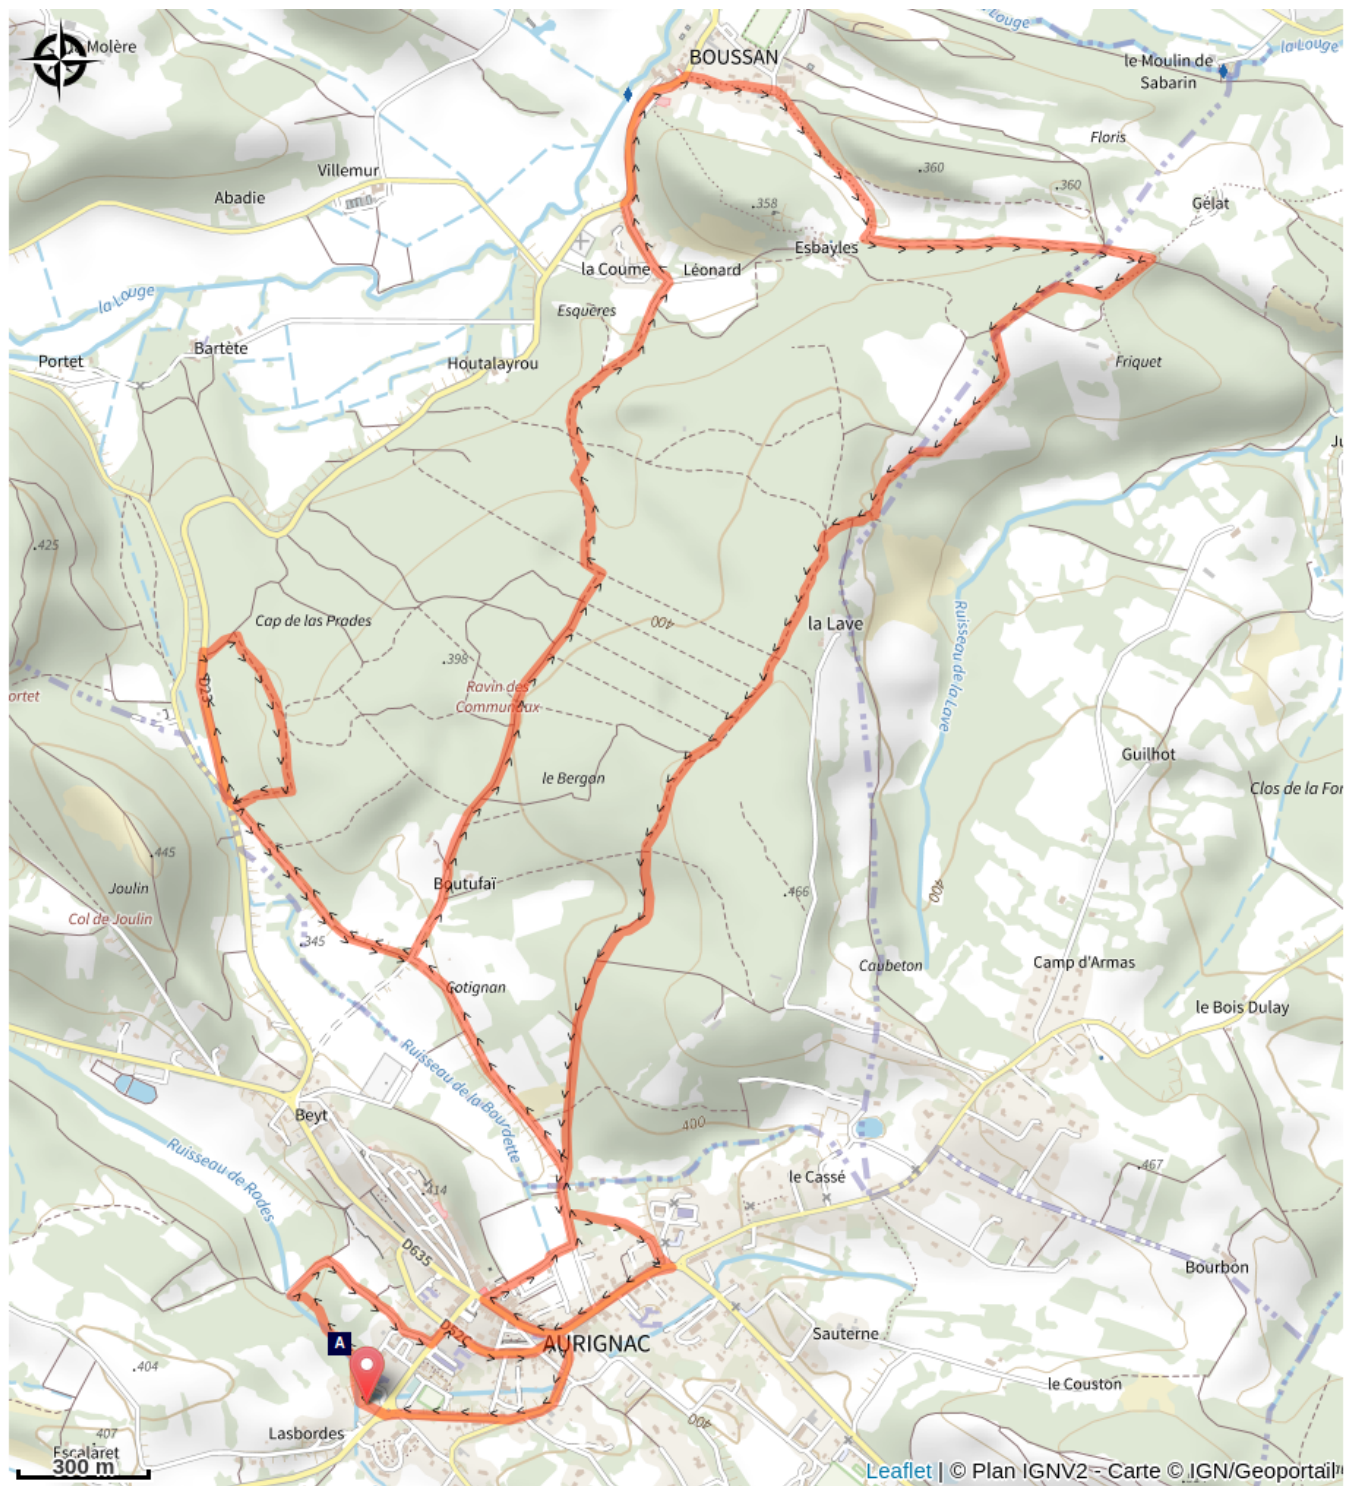 la Louge
la Louge
Molère
BOUSSAN
le Moulin de
Sabarin
Floris
.360
.360
Villemur
Abadie
.358
Gélat
Esbayles
la Coume
Léonard
la Louge
Esquères
Bartète
Portet
Houtalayrou
Friquet
.425
Cap de las Prades
400
la Lave
Ruisseau de la Lave
.398
Ravin des
Communaux
ortet
Guilhot
le Bergon
Clos de la For
.445
Joulin
Boutufaï
.466
400
Col de Joulin
.345
Caubeton
Camp d'Armas
Cotignan
le Bois Dulay
Ruisseau de la Bourdette
Beyt
400
Ruisseau de Rodes
.414
le Cassé
.467
D635
Bourbon
A
AURIGNAC
Sauterne
.404
le Couston
400
Lasbordes
.407
Escalaret
300 m
Leaflet | © Plan IGNV2 - Carte © IGN/Geoportail